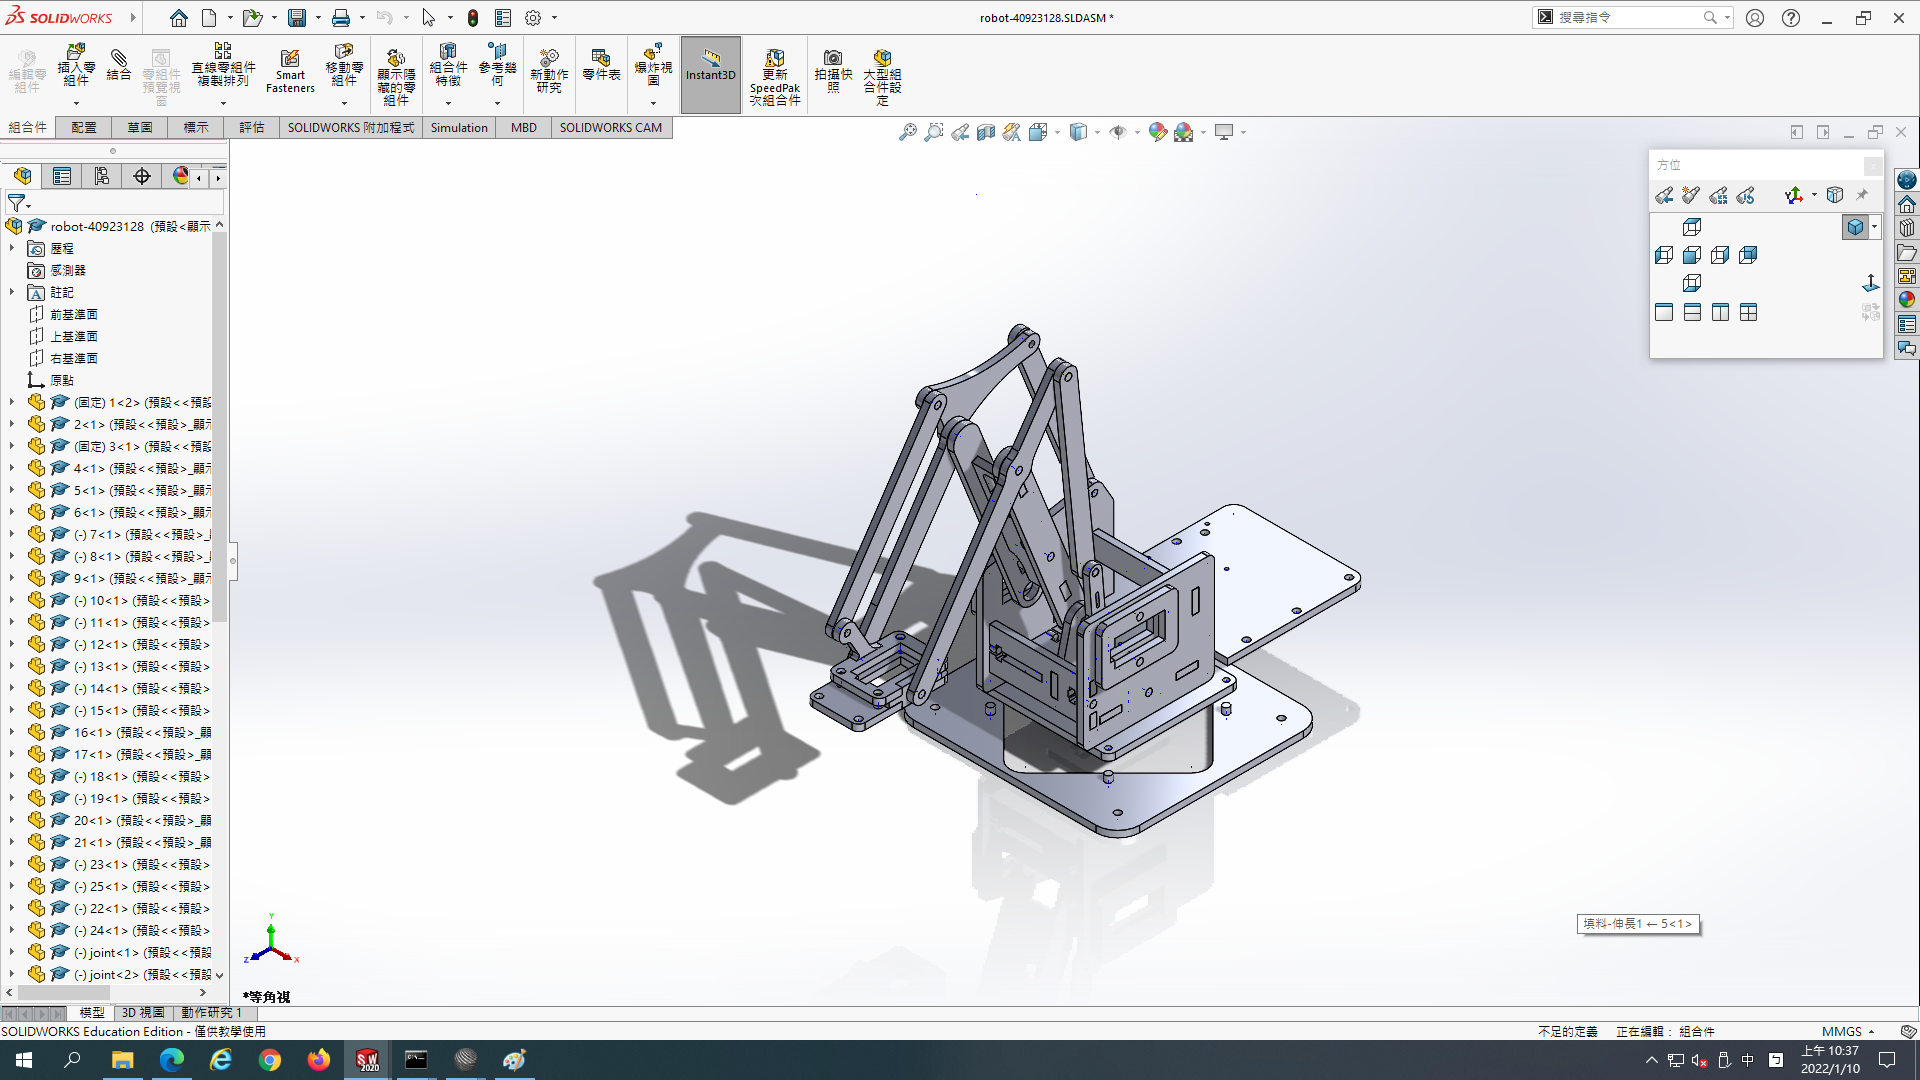 SOLIDWORKS
robot-40923128.SLDASM *
搜尋指令
編輯零組件
插入零組件
結合
零組件預覽視窗
直線零組件複製排列
Smart Fasteners
移動零組件
顯示隱藏的零組件
組合件特徵
參考幾何
新動作研究
零件表
爆炸視圖
Instant3D
更新 SpeedPak 次組合件
拍攝快照
大型組合件設定
組合件
配置
草圖
標示
評估
SOLIDWORKS 附加程式
Simulation
MBD
SOLIDWORKS CAM
方位
robot-40923128 (預設<顯示
歷程
感測器
註記
前基準面
上基準面
右基準面
原點
(固定) 1<2> (預設<<預設
2<1> (預設<<預設>_顯示
(固定) 3<1> (預設<<預設
4<1> (預設<<預設>_顯示
5<1> (預設<<預設>_顯示
6<1> (預設<<預設>_顯示
(-) 7<1> (預設<<預設>_
(-) 8<1> (預設<<預設>_
9<1> (預設<<預設>_顯示
(-) 10<1> (預設<<預設>
(-) 11<1> (預設<<預設>
(-) 12<1> (預設<<預設>
(-) 13<1> (預設<<預設>
(-) 14<1> (預設<<預設>
(-) 15<1> (預設<<預設>
16<1> (預設<<預設>_顯
17<1> (預設<<預設>_顯
(-) 18<1> (預設<<預設>
(-) 19<1> (預設<<預設>
20<1> (預設<<預設>_顯
21<1> (預設<<預設>_顯
(-) 23<1> (預設<<預設>
(-) 25<1> (預設<<預設>
(-) 22<1> (預設<<預設>
(-) 24<1> (預設<<預設>
(-) joint<1> (預設<<預設
(-) joint<2> (預設<<預設
填料-伸長1 ← 5<1>
Y
Z
X
*等角視
模型
3D 視圖
動作研究 1
SOLIDWORKS Education Edition - 僅供教學使用
不足的定義
正在編輯： 組合件
MMGS
SW 2020
中
上午 10:37
2022/1/10